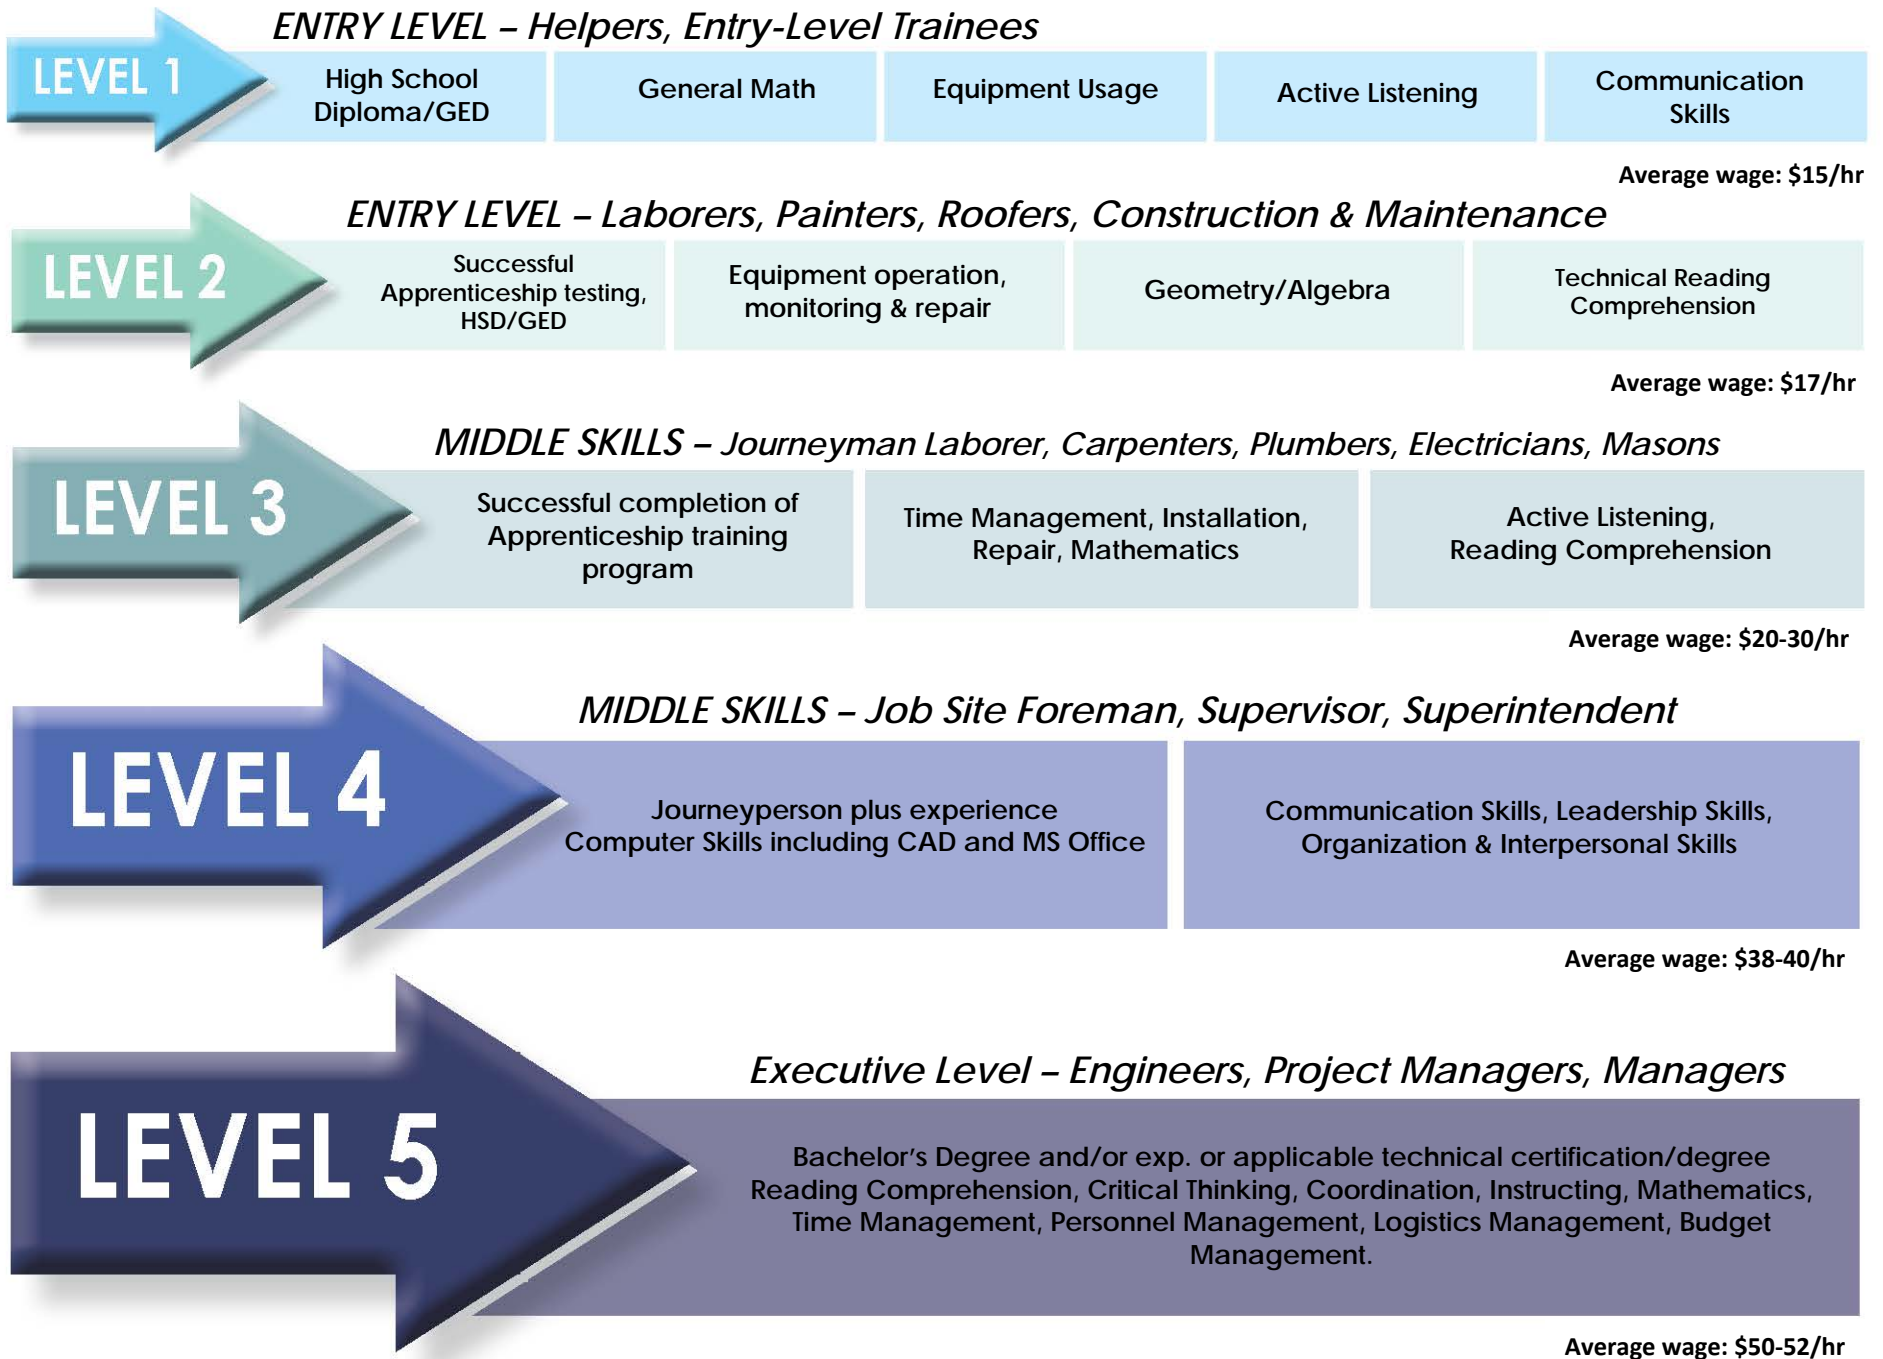 ENTRY LEVEL – Helpers, Entry-Level Trainees
LEVEL 1
High School
Diploma/GED
General Math
Equipment Usage
Active Listening
Communication
Skills
Average wage: $15/hr
ENTRY LEVEL – Laborers, Painters, Roofers, Construction & Maintenance
LEVEL 2
Successful
Apprenticeship testing,
HSD/GED
Equipment operation,
monitoring & repair
Geometry/Algebra
Technical Reading
Comprehension
Average wage: $17/hr
MIDDLE SKILLS – Journeyman Laborer, Carpenters, Plumbers, Electricians, Masons
LEVEL 3
Successful completion of
Apprenticeship training
program
Time Management, Installation,
Repair, Mathematics
Active Listening,
Reading Comprehension
Average wage: $20-30/hr
MIDDLE SKILLS – Job Site Foreman, Supervisor, Superintendent
LEVEL 4
Journeyperson plus experience
Computer Skills including CAD and MS Office
Communication Skills, Leadership Skills,
Organization & Interpersonal Skills
Average wage: $38-40/hr
Executive Level – Engineers, Project Managers, Managers
LEVEL 5
Bachelor's Degree and/or exp. or applicable technical certification/degree
Reading Comprehension, Critical Thinking, Coordination, Instructing, Mathematics,
Time Management, Personnel Management, Logistics Management, Budget
Management.
Average wage: $50-52/hr